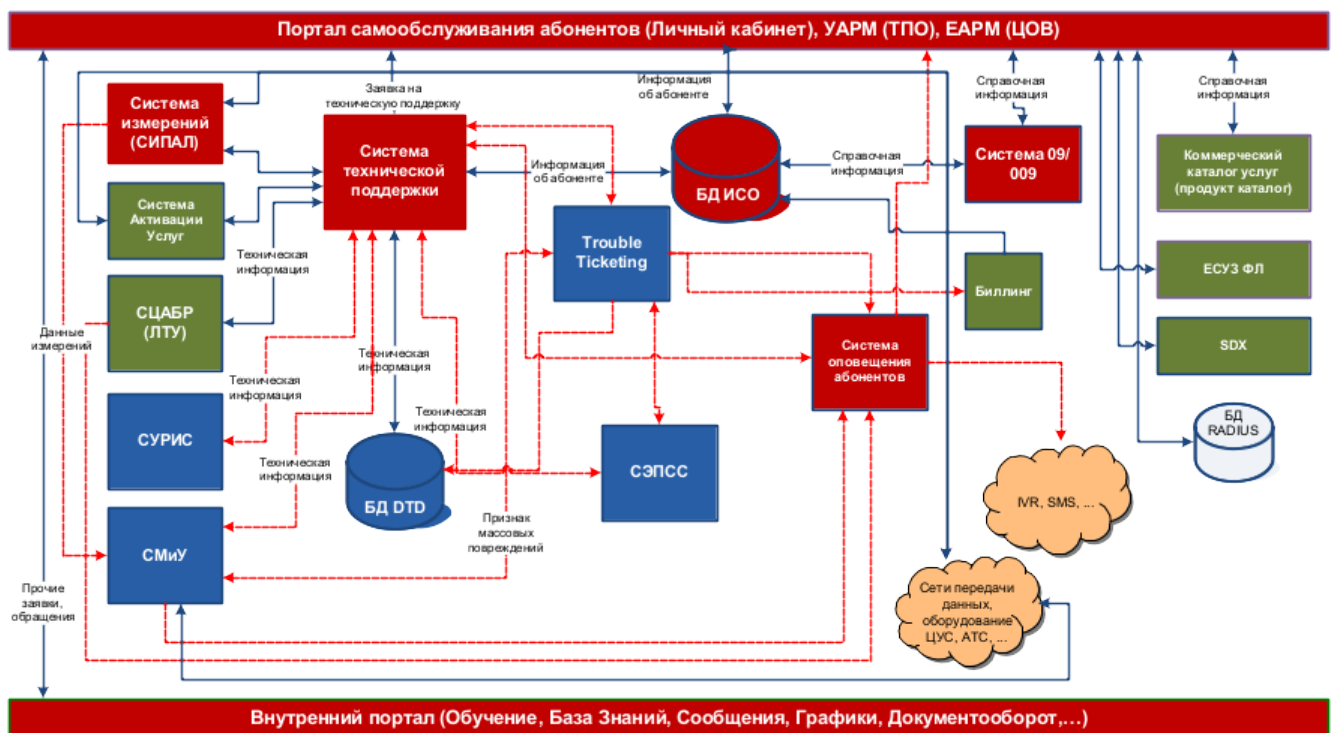 Портал самообслуживания абонентов (Личный кабинет), УАРМ (ТПО), ЕАРМ (ЦОВ)
Заявка на
техническую поддержку
Информация
об абоненте
Справочная
информация
Справочная
информация
Система
измерений
(СИПАЛ)
Система
технической
поддержки
Информация
об абоненте
БД ИСО
Справочная
информация
Система 09/
009
Коммерческий
каталог услуг
(продукт каталог)
Система
Активации
Услуг
Техническая
информация
Trouble
Ticketing
Биллинг
ЕСУЗ ФЛ
СЦАБР
(ЛТУ)
Данные
измерений
Техническая
информация
Система
оповещения
абонентов
SDX
Техническая
информация
Техническая
информация
СУРИС
Техническая
информация
БД DTD
СЭПСС
БД
RADIUS
IVR, SMS, ...
Признак
массовых
повреждений
СМиУ
Прочие
заявки,
обращения
Сети передачи
данных,
оборудование
ЦУС, АТС, ...
Внутренний портал (Обучение, База Знаний, Сообщения, Графики, Документооборот,...)